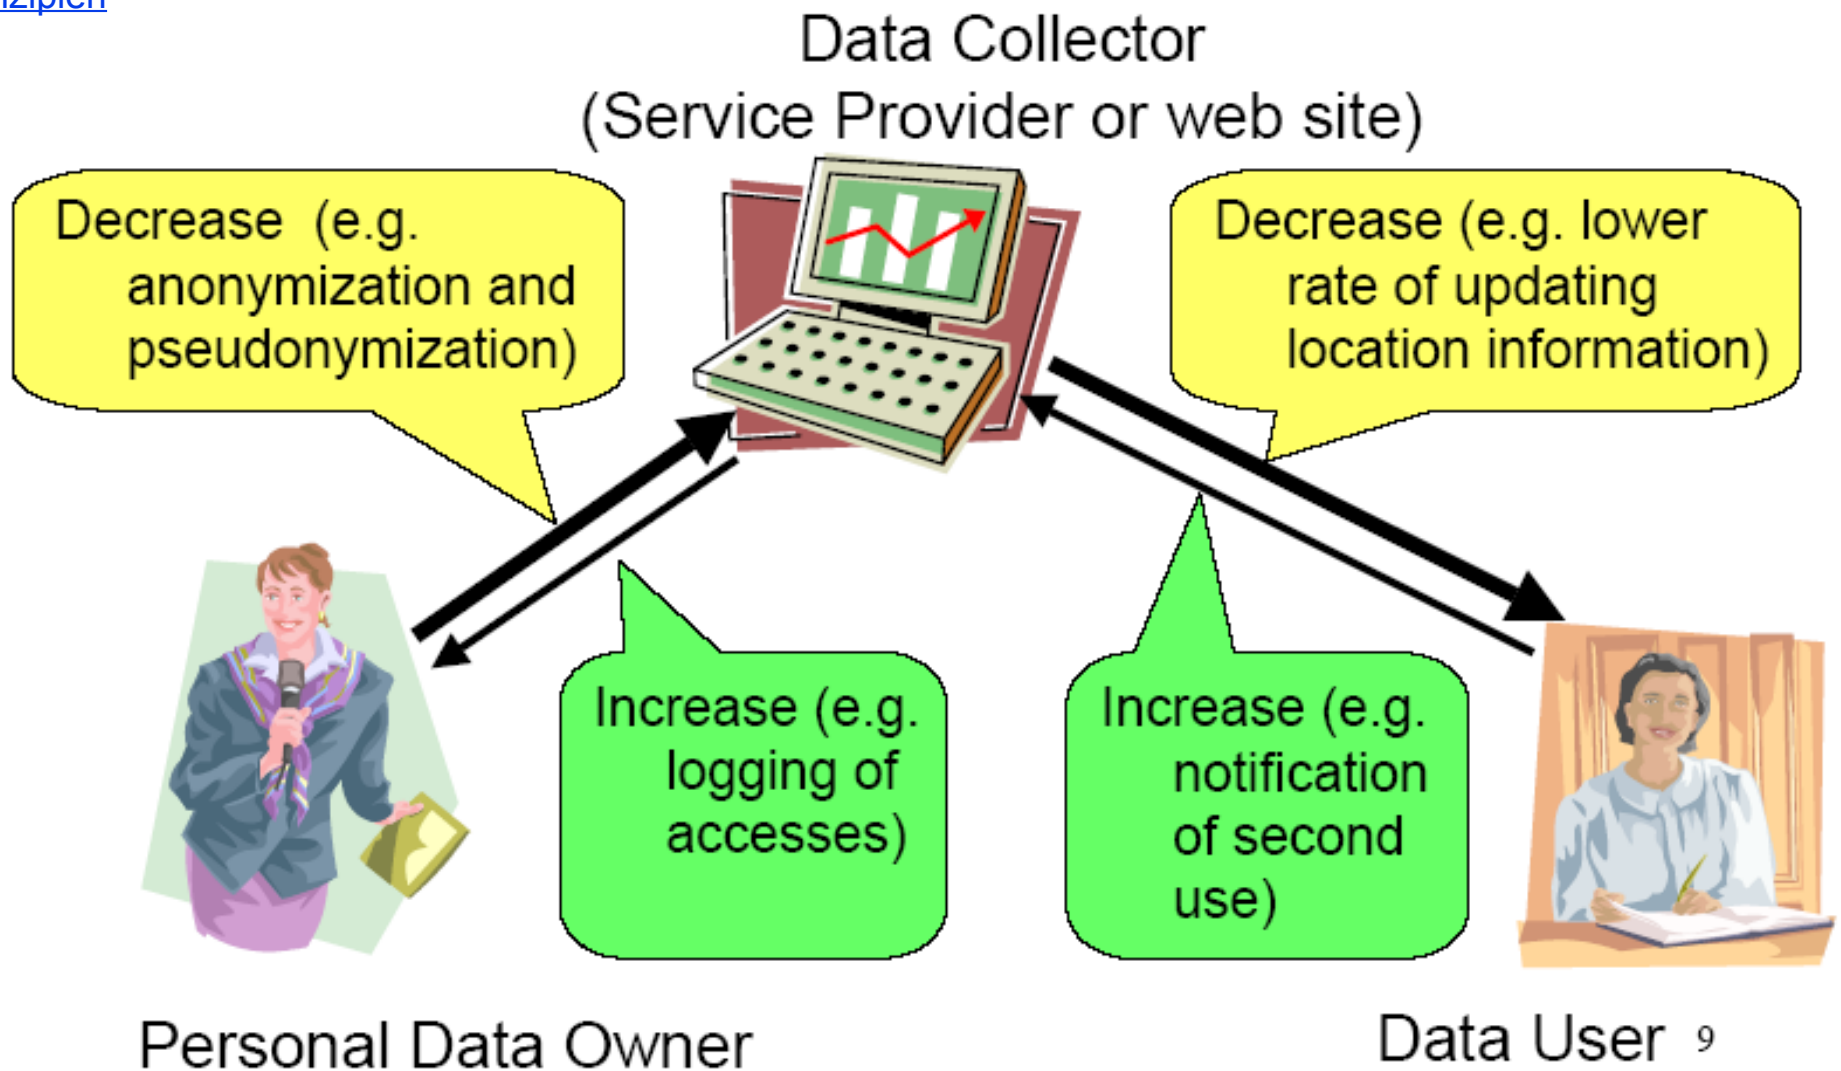 Data Collector
(Service Provider or web site)
Decrease (e.g.
anonymization and
pseudonymization)
Decrease (e.g. lower
rate of updating
location information)
Increase (e.g.
logging of
accesses)
Increase (e.g.
notification
of second
use)
Personal Data Owner
Data User 9